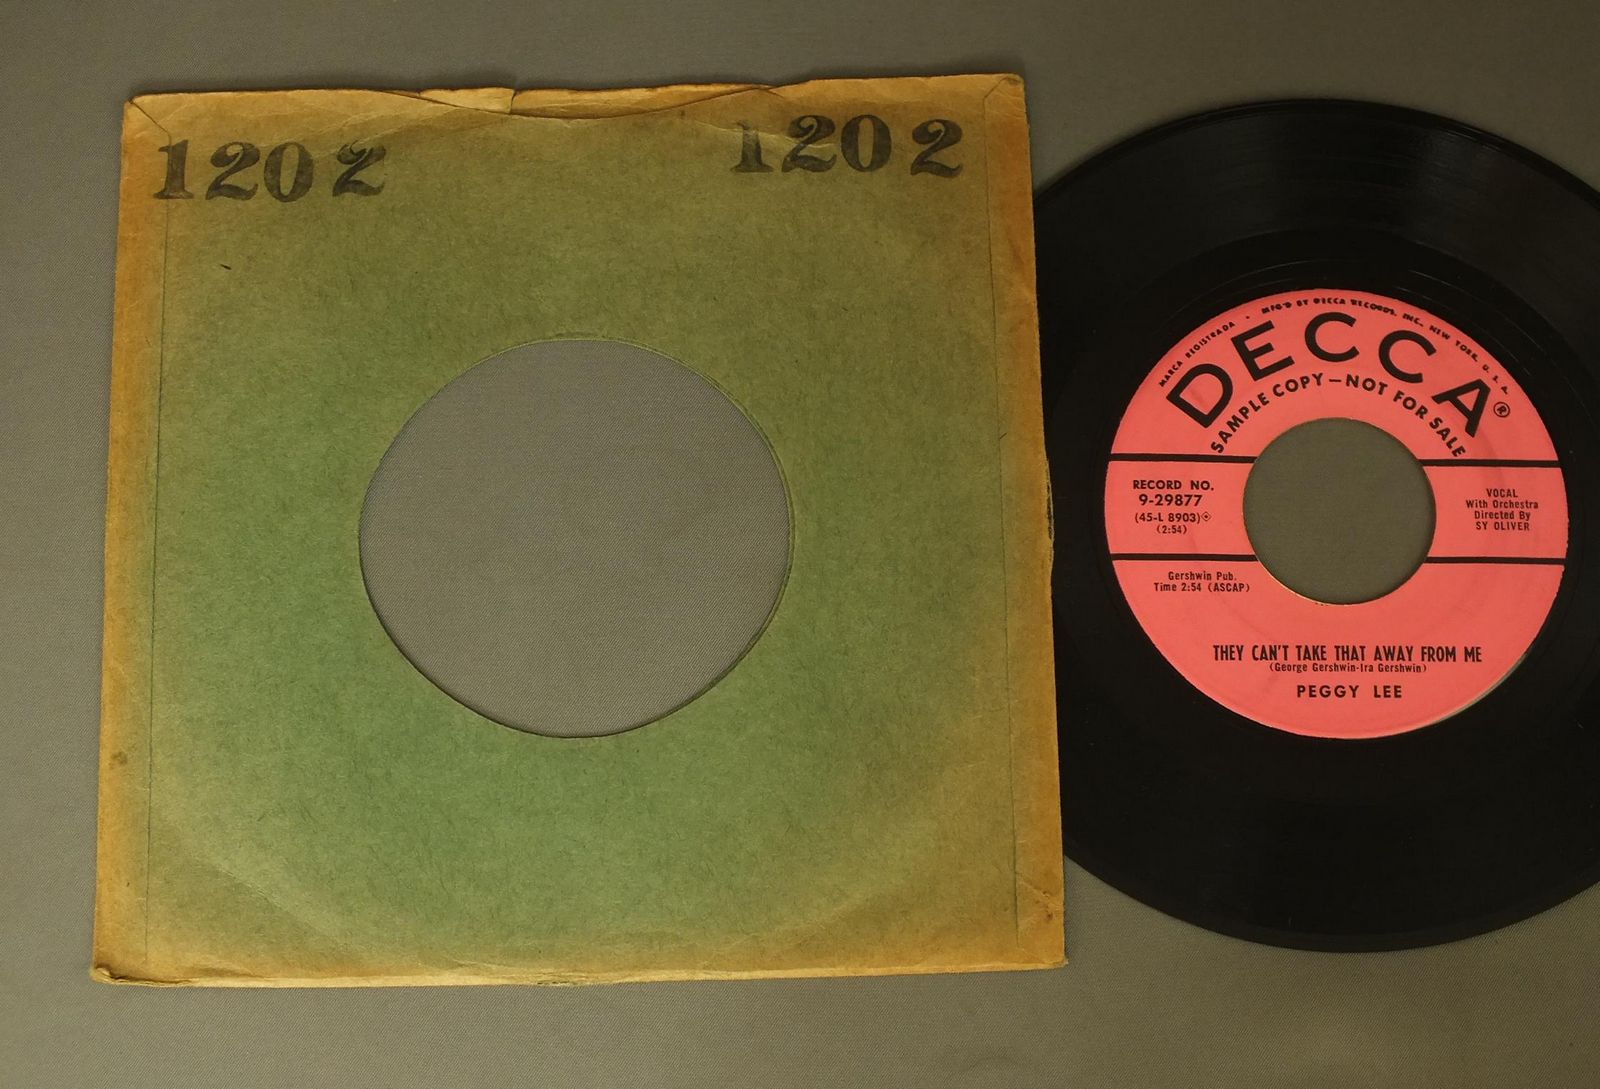 1202
1202
MARCA REGISTRADA • MFG'D BY DECCA RECORDS, INC., NEW YORK, U. S. A.
DECCA®
SAMPLE COPY—NOT FOR SALE
RECORD NO.
9-29877
(45-L 8903)
(2:54)
VOCAL
With Orchestra
Directed By
SY OLIVER
Gershwin Pub.
Time 2:54 (ASCAP)
THEY CAN'T TAKE THAT AWAY FROM ME
(George Gershwin-Ira Gershwin)
PEGGY LEE